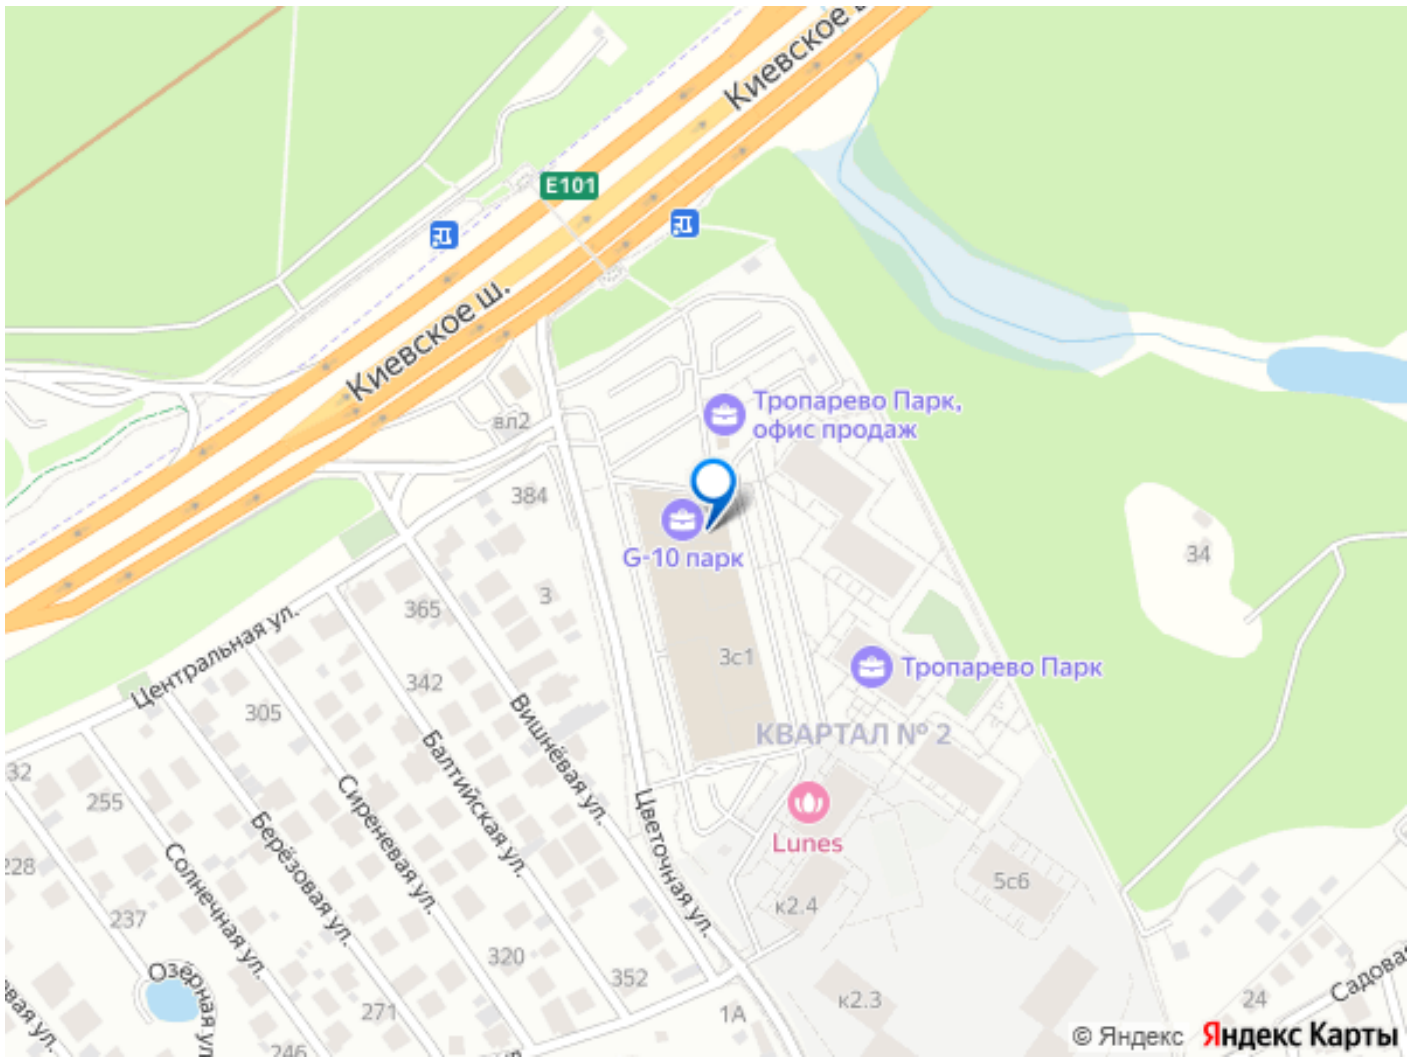 Киевское
E101
Киевское ш.
Тропарево Парк,
офис продаж
вл2
384
G-10 парк
34
3
365
3с1
Центральная ул.
Тропарево Парк
342
305
КВАРТАЛ № 2
Вишнёвая ул.
Балтийская ул.
32
Сиреневая ул.
255
Цветочная ул.
Lunes
Берёзовая ул.
Солнечная ул.
228
5с6
к2.4
237
320
352
Озёрная ул.
вая ул.
Садовая
271
к2.3
24
1А
246
© Яндекс Яндекс Карты